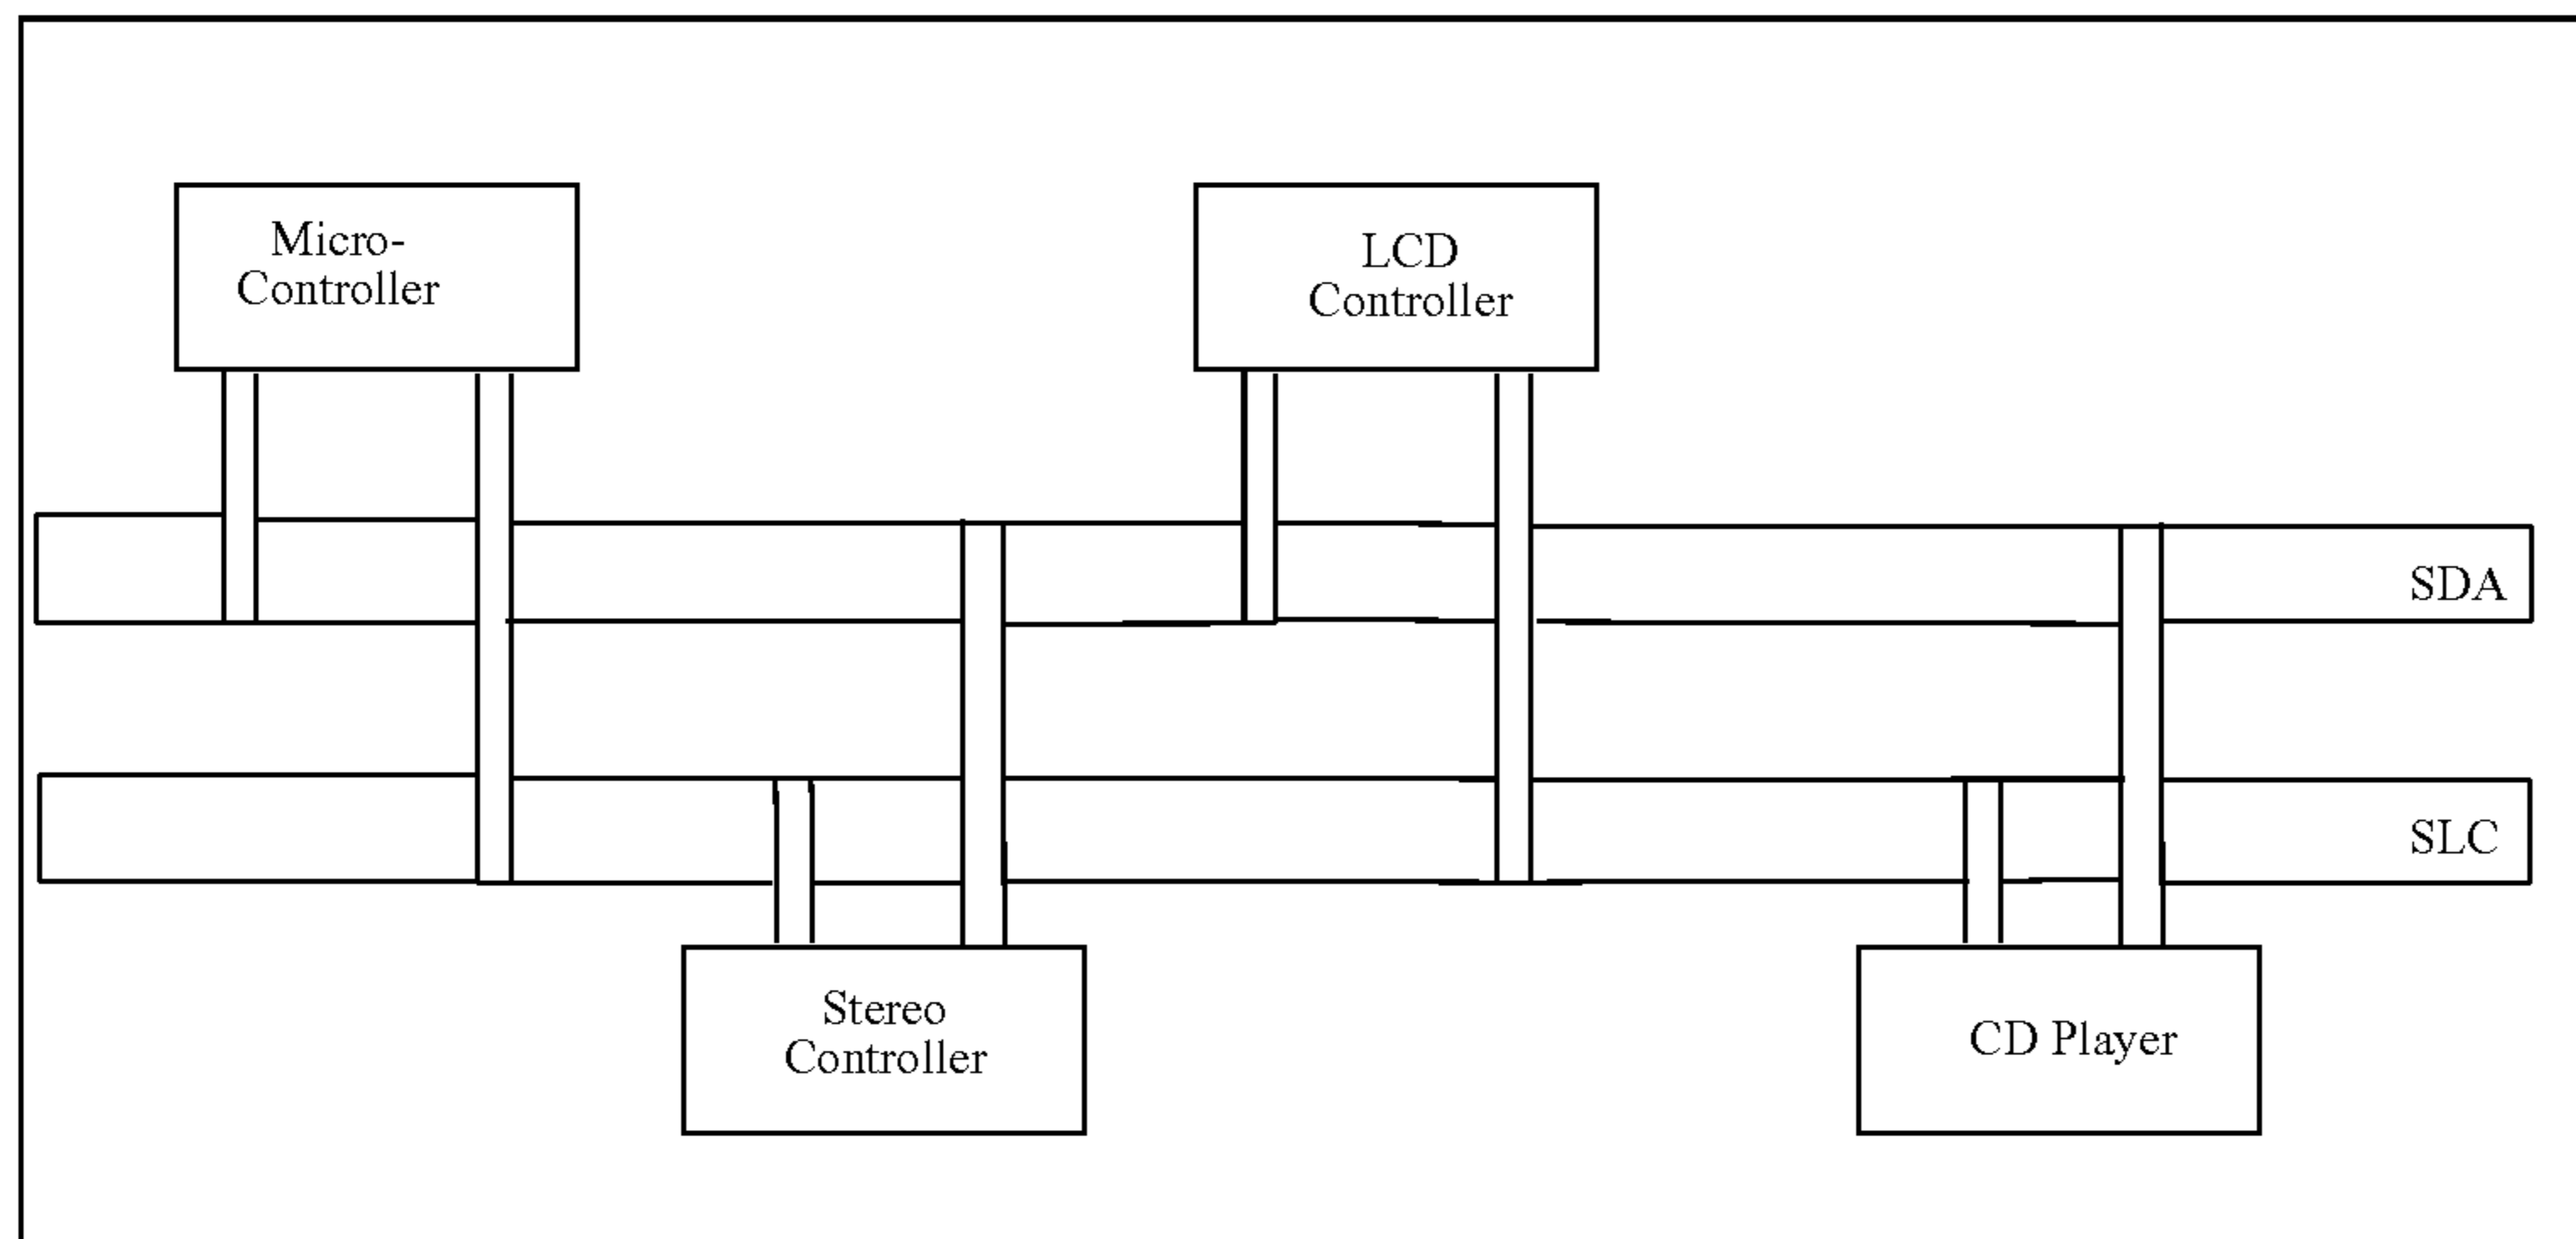 Micro-
Controller
LCD
Controller
SDA
SLC
Stereo
Controller
CD Player